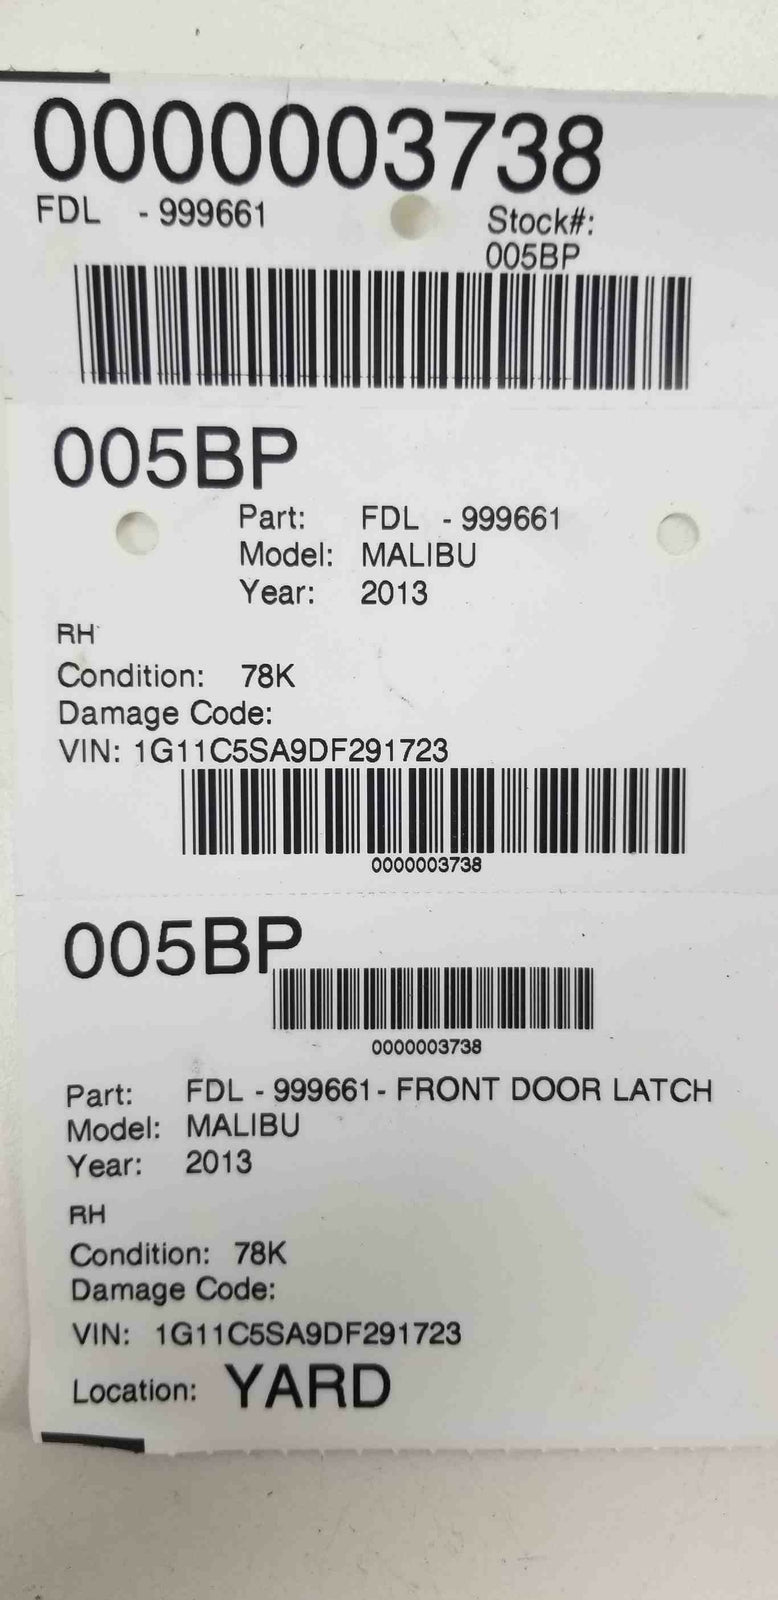 0000003738
FDL - 999661
Stock#:
005BP
005BP
Part: FDL - 999661
Model: MALIBU
Year: 2013
RH
Condition: 78K
Damage Code:
VIN: 1G11C5SA9DF291723
0000003738
005BP
0000003738
Part: FDL - 999661 - FRONT DOOR LATCH
Model: MALIBU
Year: 2013
RH
Condition: 78K
Damage Code:
VIN: 1G11C5SA9DF291723
Location: YARD